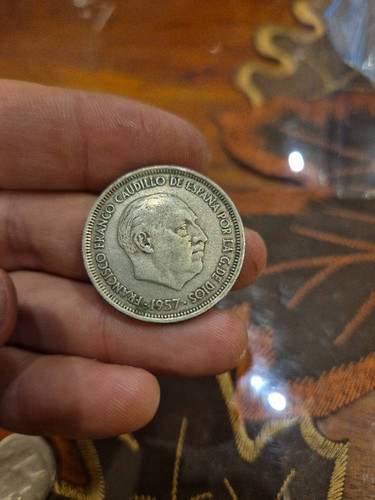 FRANCISCO FRANCO CAUDILLO DE ESPAÑA POR LA G. DE DIOS
· 1957 ·